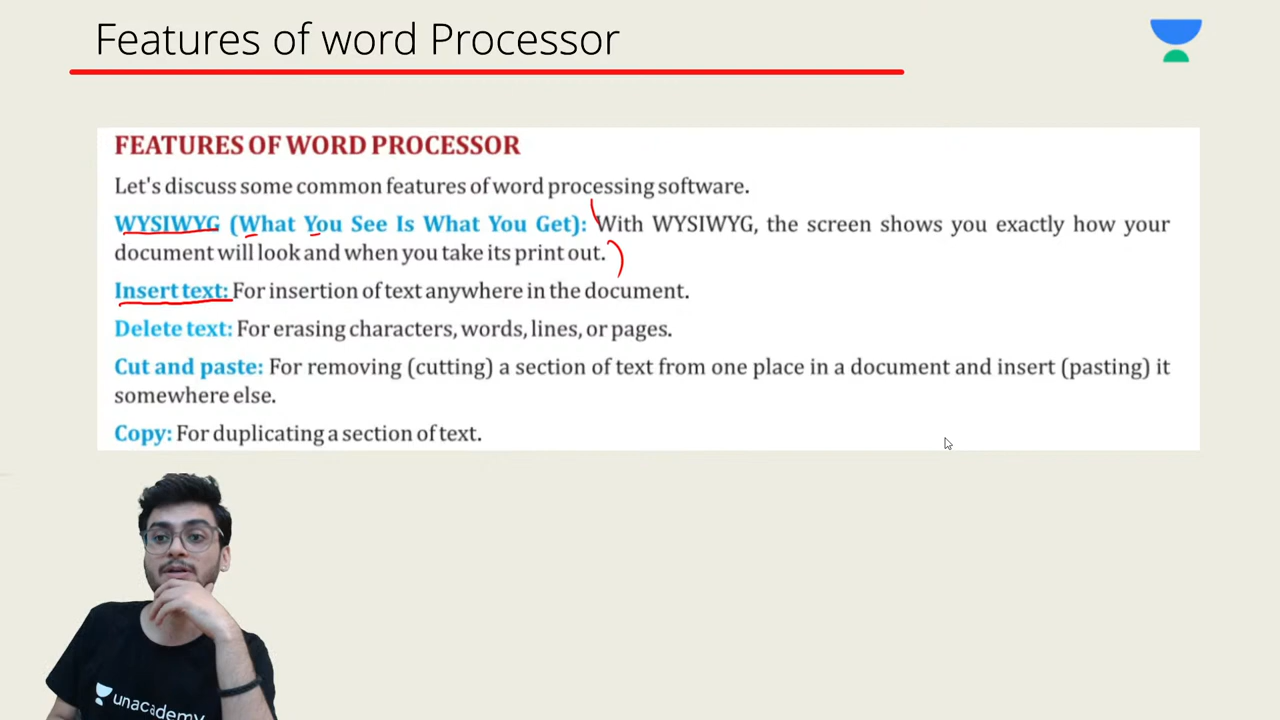 Features of word Processor
FEATURES OF WORD PROCESSOR
Let's discuss some common features of word processing software.
WYSIWYG (What You See Is What You Get): With WYSIWYG, the screen shows you exactly how your
document will look and when you take its print out.
Insert text: For insertion of text anywhere in the document.
Delete text: For erasing characters, words, lines, or pages.
Cut and paste: For removing (cutting) a section of text from one place in a document and insert (pasting) it
somewhere else.
Copy: For duplicating a section of text.
unacademy